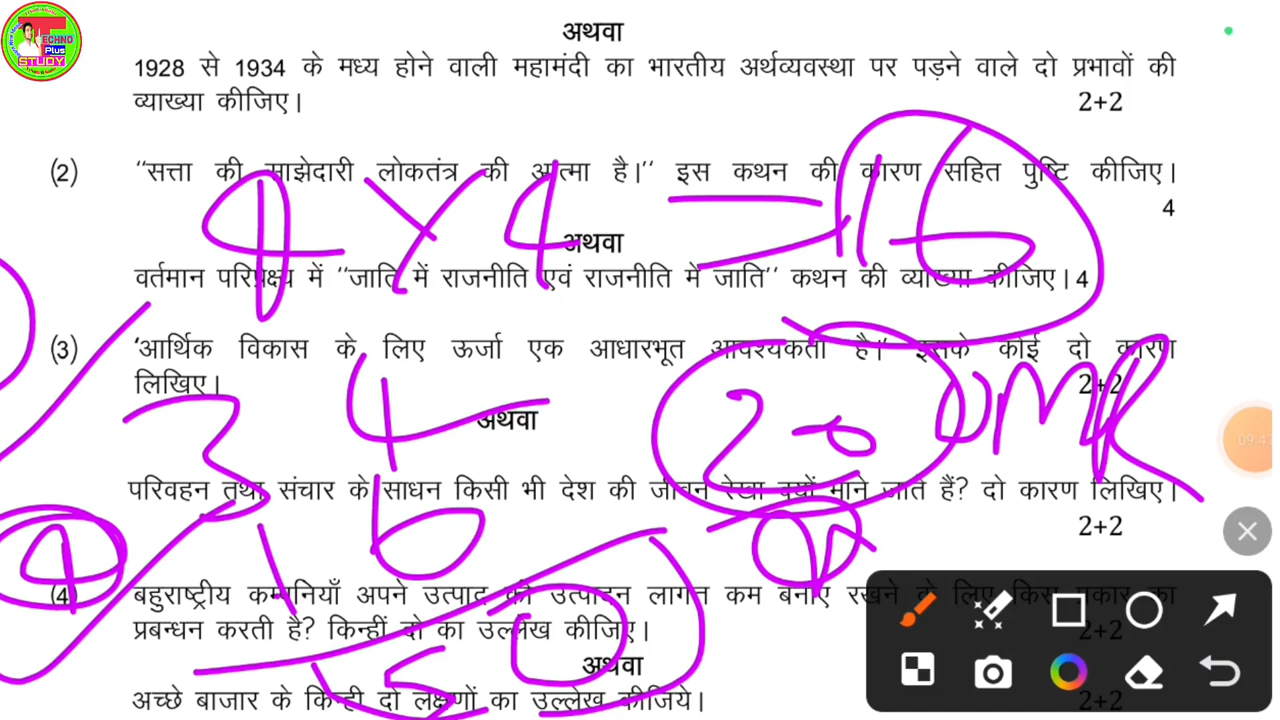 TECHNO
Plus
STUDY
अथवा
1928 से 1934 के मध्य होने वाली महामंदी का भारतीय अर्थव्यवस्था पर पड़ने वाले दो प्रभावों की
व्याख्या कीजिए। 2+2
(2) “सत्ता की साझेदारी लोकतंत्र की आत्मा है।” इस कथन की कारण सहित पुष्टि कीजिए।
4
4 x 4 = 16
अथवा
वर्तमान परिप्रेक्ष्य में “जाति में राजनीति एवं राजनीति में जाति” कथन की व्याख्या कीजिए। 4
(3) ‘आर्थिक विकास के लिए ऊर्जा एक आधारभूत आवश्यकता है।’ इसके कोई दो कारण
लिखिए। 2+2
20 OMR
अथवा
परिवहन तथा संचार के साधन किसी भी देश की जीवन रेखा क्यों माने जाते हैं? दो कारण लिखिए।
2+2
(4) बहुराष्ट्रीय कम्पनियाँ अपने उत्पाद की उत्पादन लागत कम बनाए रखने के लिए किस प्रकार का
प्रबन्धन करती हैं? किन्हीं दो का उल्लेख कीजिए। 2+2
अथवा
अच्छे बाजार के किन्ही दो लक्षणों का उल्लेख कीजिये। 2+2
09:47